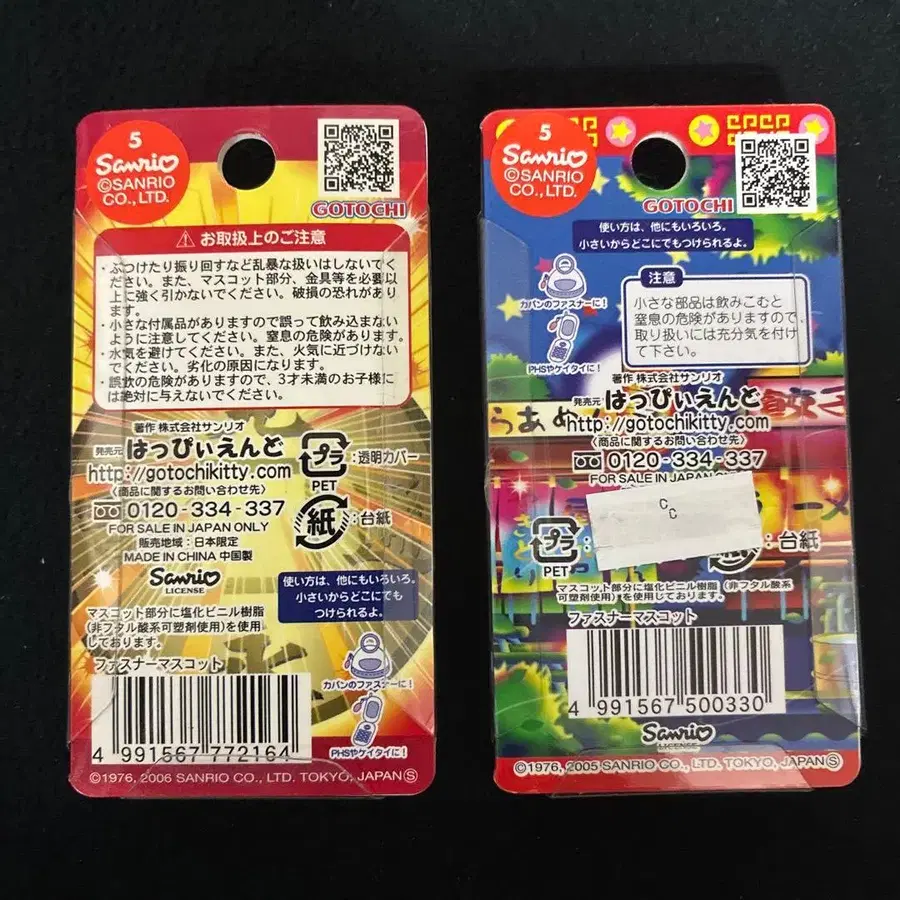 5
Sanrio
©SANRIO
CO., LTD.
GOTOCHI
⚠ お取扱上のご注意
・ぶつけたり振り回すなど乱暴な扱いはしないでく
ださい。また、マスコット部分、金具等を必要以
上に強く引かないでください。破損の恐れがあり
ます。
・小さな付属品がありますので誤って飲み込まない
ように注意してください。窒息の危険があります。
・水気を避けてください。また、火気に近づけない
でください。劣化の原因になります。
・誤飲の危険がありますので、3才未満のお子様に
は絶対に与えないでください。
著作 株式会社サンリオ
発売元 はっぴぃえんど
http://gotochikitty.com
〈商品に関するお問い合わせ先〉
0120-334-337
FOR SALE IN JAPAN ONLY
販売地域:日本限定
MADE IN CHINA 中国製
Sanrio
LICENSE
プラ :透明カバー
PET
紙 :台紙
使い方は、他にもいろいろ。
小さいからどこにでも
つけられるよ。
マスコット部分に塩化ビニル樹脂
(非フタル酸系可塑剤使用)を使用
しております。
ファスナーマスコット
カバンのファスナーに!
PHSやケイタイに!
4 991567 772164
©1976, 2006 SANRIO CO., LTD. TOKYO, JAPAN Ⓢ
5
Sanrio
©SANRIO
CO., LTD.
GOTOCHI
使い方は、他にもいろいろ。
小さいからどこにでもつけられるよ。
カバンのファスナーに!
PHSやケイタイに!
注意
小さな部品は飲みこむと
窒息の危険がありますので、
取り扱いには充分気を付け
て下さい。
著作 株式会社サンリオ
発売元 はっぴぃえんど
http://gotochikitty.com
〈商品に関するお問い合わせ先〉
0120-334-337
FOR SALE IN JAPAN
C
C
プラ
PET
:台紙
マスコット部分に塩化ビニル樹脂(非フタル酸系
可塑剤使用)を使用しております。
ファスナーマスコット
4 991567 500330
Sanrio
LICENSE
©1976, 2005 SANRIO CO., LTD. TOKYO, JAPAN Ⓢ